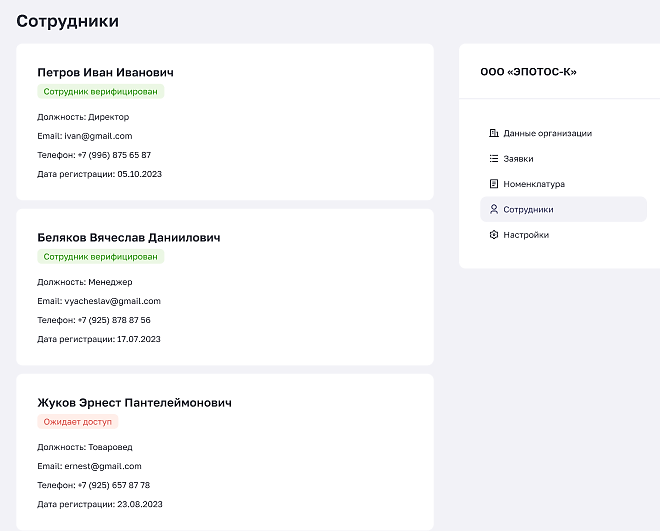 Сотрудники
Петров Иван Иванович
Сотрудник верифицирован
Должность: Директор
Email: ivan@gmail.com
Телефон: +7 (996) 875 65 87
Дата регистрации: 05.10.2023
Беляков Вячеслав Даниилович
Сотрудник верифицирован
Должность: Менеджер
Email: vyacheslav@gmail.com
Телефон: +7 (925) 878 87 56
Дата регистрации: 17.07.2023
Жуков Эрнест Пантелеймонович
Ожидает доступ
Должность: Товаровед
Email: ernest@gmail.com
Телефон: +7 (925) 657 87 78
Дата регистрации: 23.08.2023
ООО «ЭПОТОС-К»
Данные организации
Заявки
Номенклатура
Сотрудники
Настройки